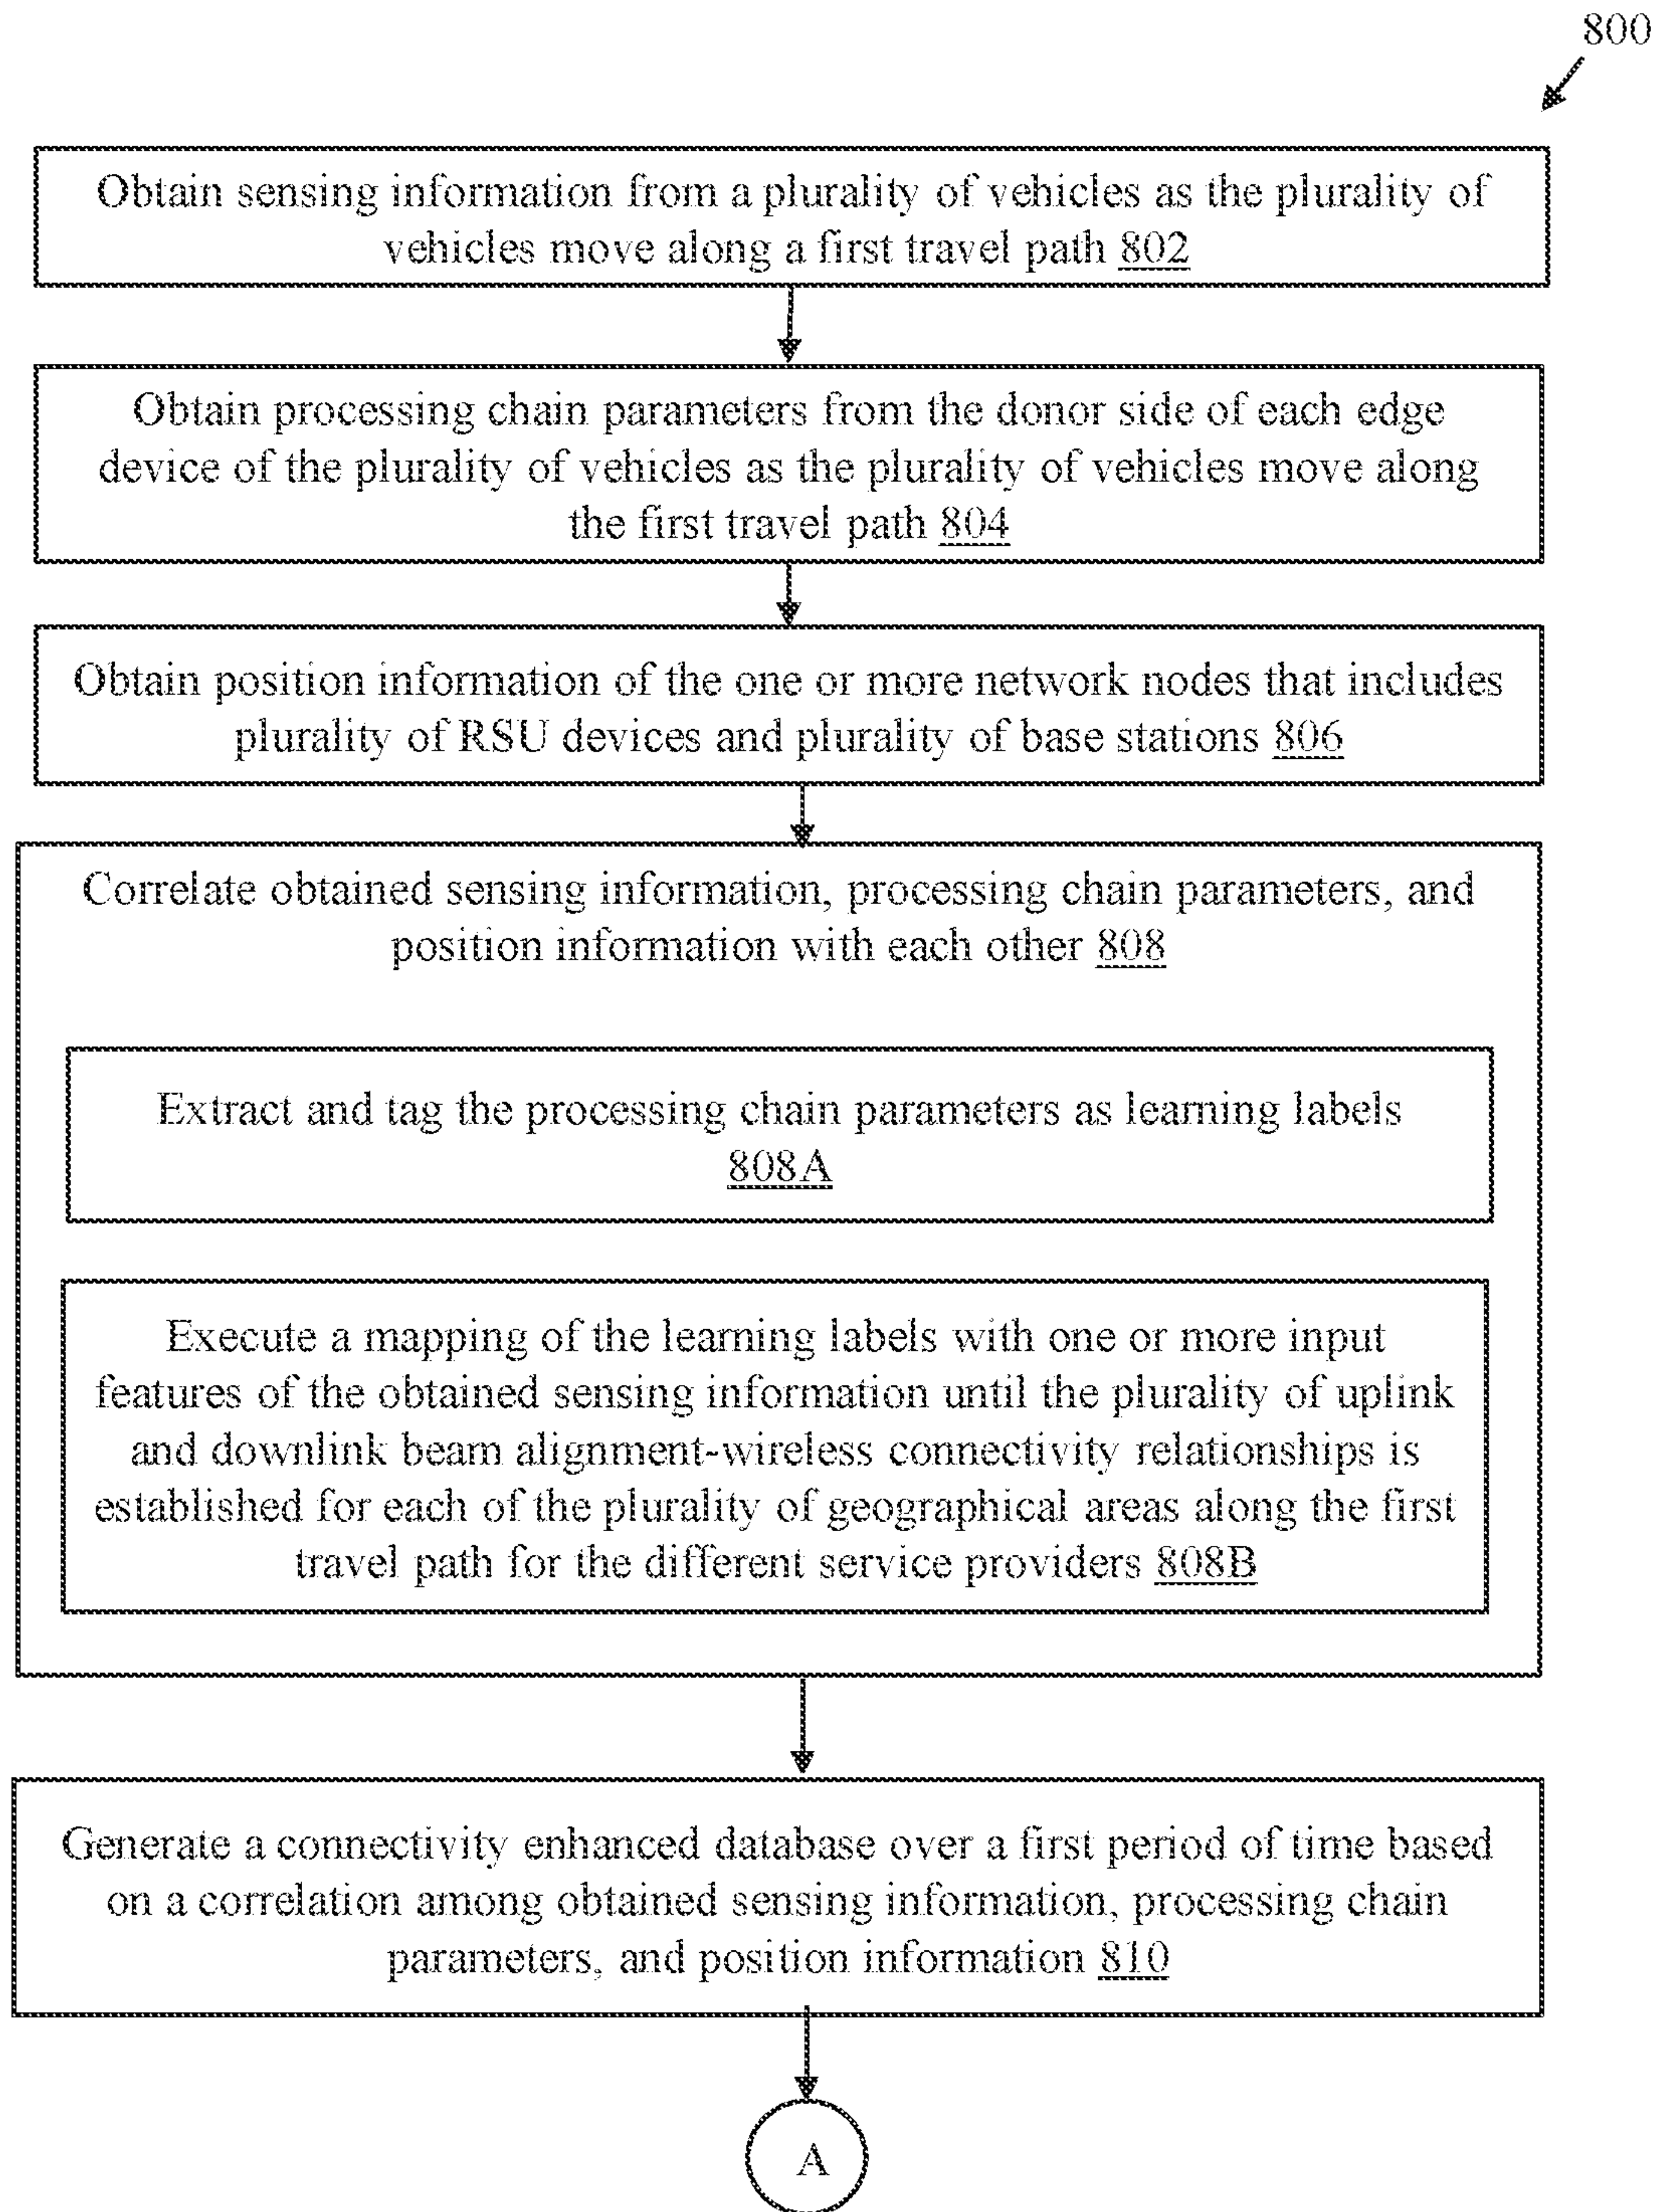 800
Obtain sensing information from a plurality of vehicles as the plurality of
vehicles move along a first travel path 802
Obtain processing chain parameters from the donor side of each edge
device of the plurality of vehicles as the plurality of vehicles move along
the first travel path 804
Obtain position information of the one or more network nodes that includes
plurality of RSU devices and plurality of base stations 806
Correlate obtained sensing information, processing chain parameters, and
position information with each other 808
Extract and tag the processing chain parameters as learning labels
808A
Execute a mapping of the learning labels with one or more input
features of the obtained sensing information until the plurality of uplink
and downlink beam alignment-wireless connectivity relationships is
established for each of the plurality of geographical areas along the first
travel path for the different service providers 808B
Generate a connectivity enhanced database over a first period of time based
on a correlation among obtained sensing information, processing chain
parameters, and position information 810
A